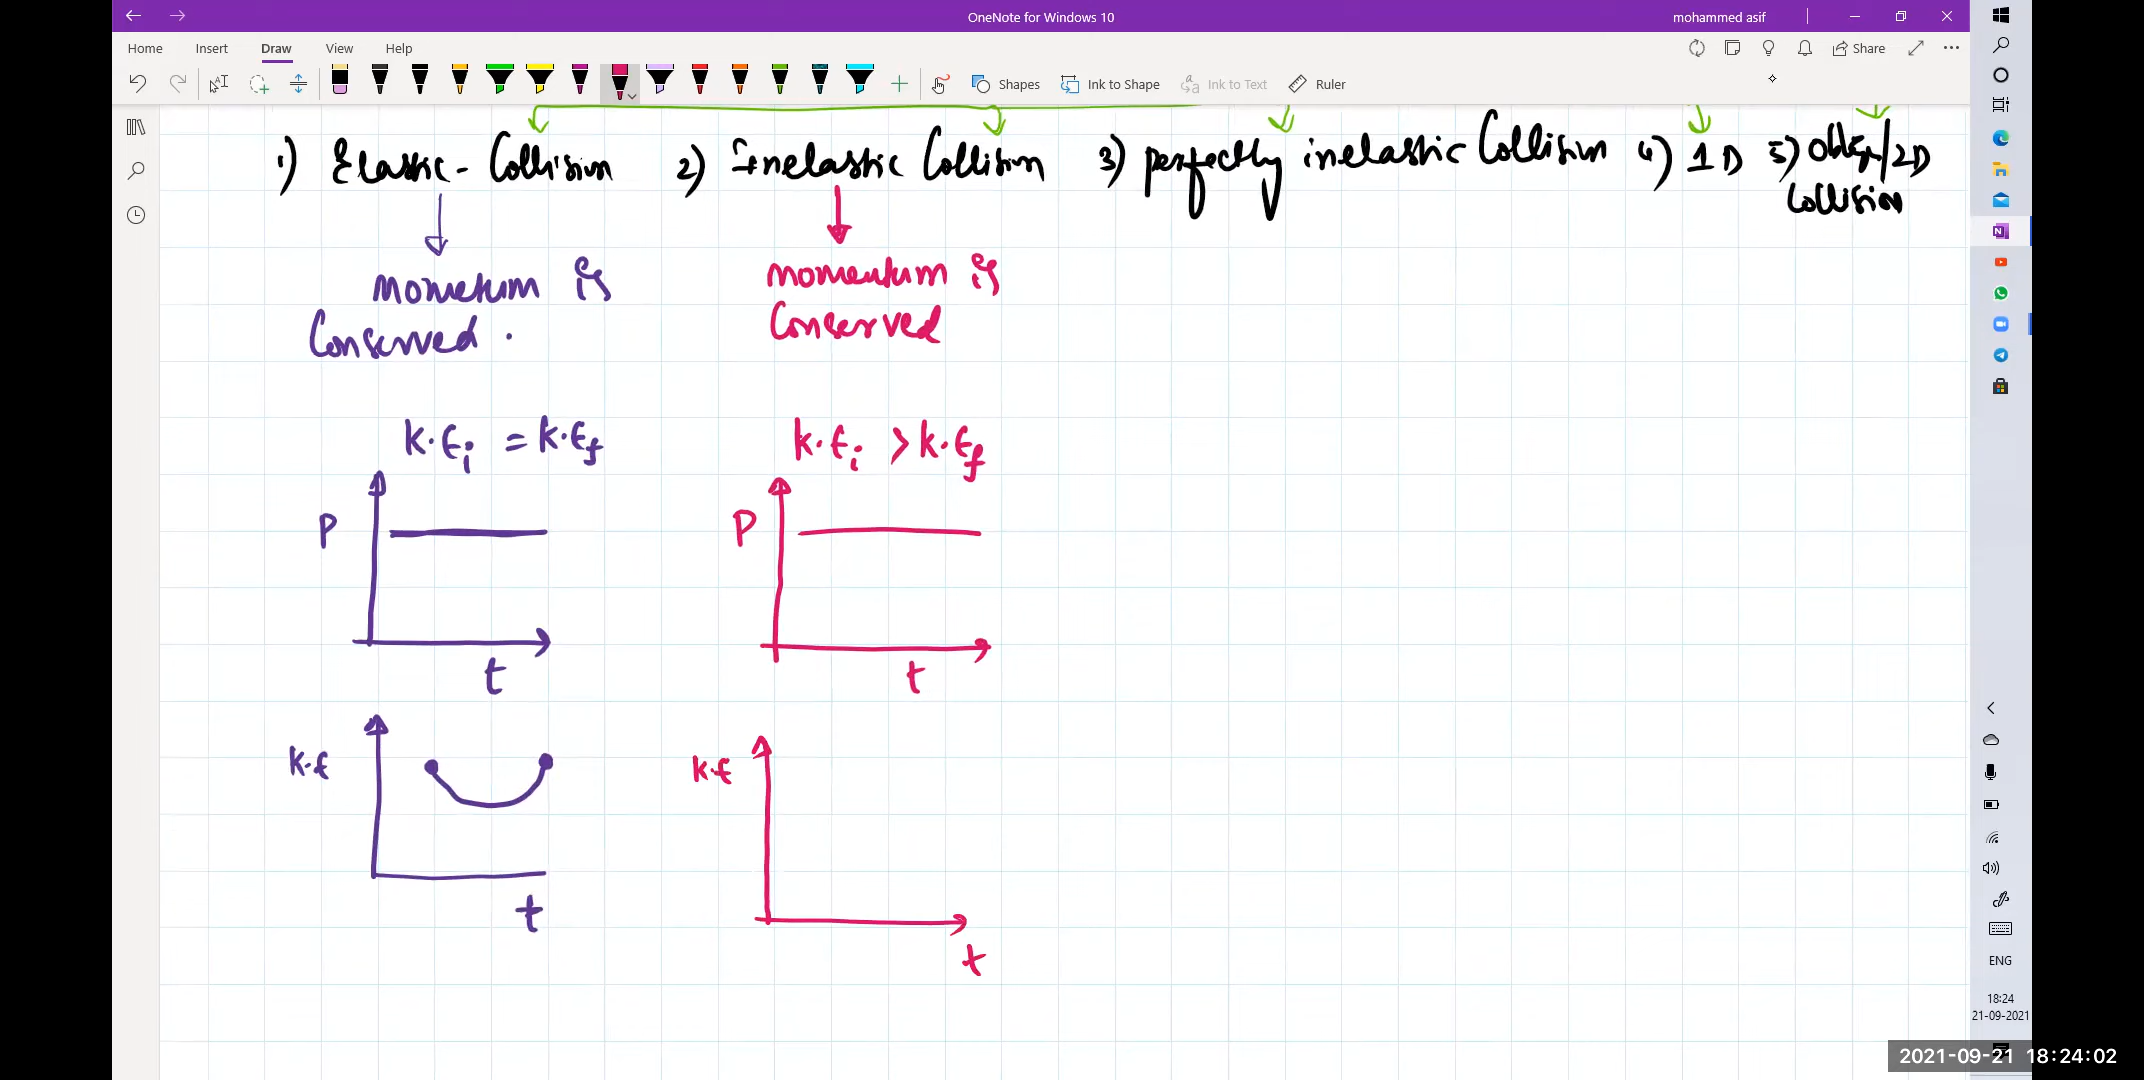 OneNote for Windows 10
mohammed asif
Home Insert Draw View Help
Share
Shapes Ink to Shape Ink to Text Ruler
1) Elastic - Collision 2) Inelastic Collision 3) perfectly inelastic Collision 4) 1D 5) /2D
Collision
mometum is
Conserved .
momentum is
Conserved
K.Ei = K.Ef
K.Ei > K.Ef
P
t
P
t
K.E
t
K.E
t
ENG
18:24
21-09-2021
2021-09-21 18:24:02